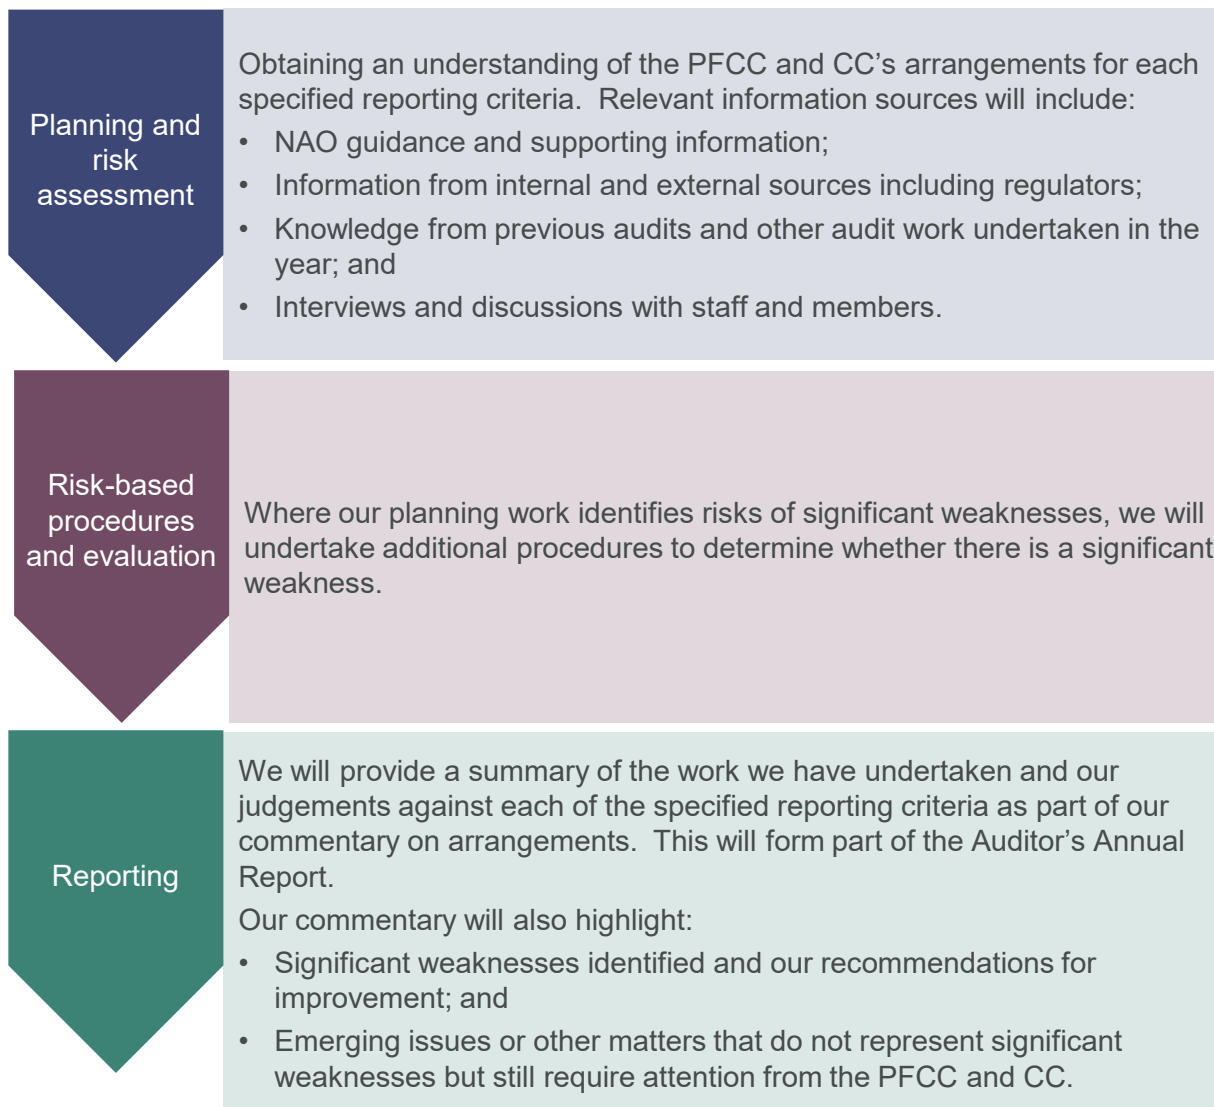 Planning and
risk
assessment
Obtaining an understanding of the PFCC and CC’s arrangements for each
specified reporting criteria.  Relevant information sources will include:
• NAO guidance and supporting information;
• Information from internal and external sources including regulators;
• Knowledge from previous audits and other audit work undertaken in the
year; and
• Interviews and discussions with staff and members.
Risk-based
procedures
and evaluation
Where our planning work identifies risks of significant weaknesses, we will
undertake additional procedures to determine whether there is a significant
weakness.
Reporting
We will provide a summary of the work we have undertaken and our
judgements against each of the specified reporting criteria as part of our
commentary on arrangements.  This will form part of the Auditor’s Annual
Report.
Our commentary will also highlight:
• Significant weaknesses identified and our recommendations for
improvement; and
• Emerging issues or other matters that do not represent significant
weaknesses but still require attention from the PFCC and CC.